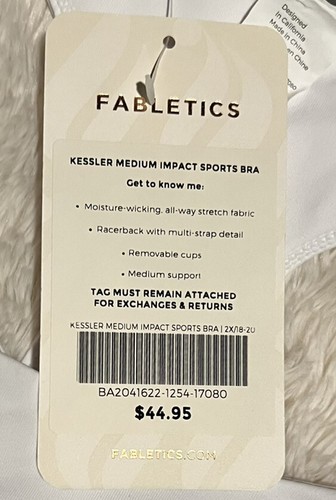 Designed
in California
Made in China
en Chine
FABLETICS
KESSLER MEDIUM IMPACT SPORTS BRA
Get to know me:
• Moisture-wicking, all-way stretch fabric
• Racerback with multi-strap detail
• Removable cups
• Medium support
TAG MUST REMAIN ATTACHED
FOR EXCHANGES & RETURNS
KESSLER MEDIUM IMPACT SPORTS BRA | 2X/18-20
BA2041622-1254-17080
$44.95
FABLETICS.COM